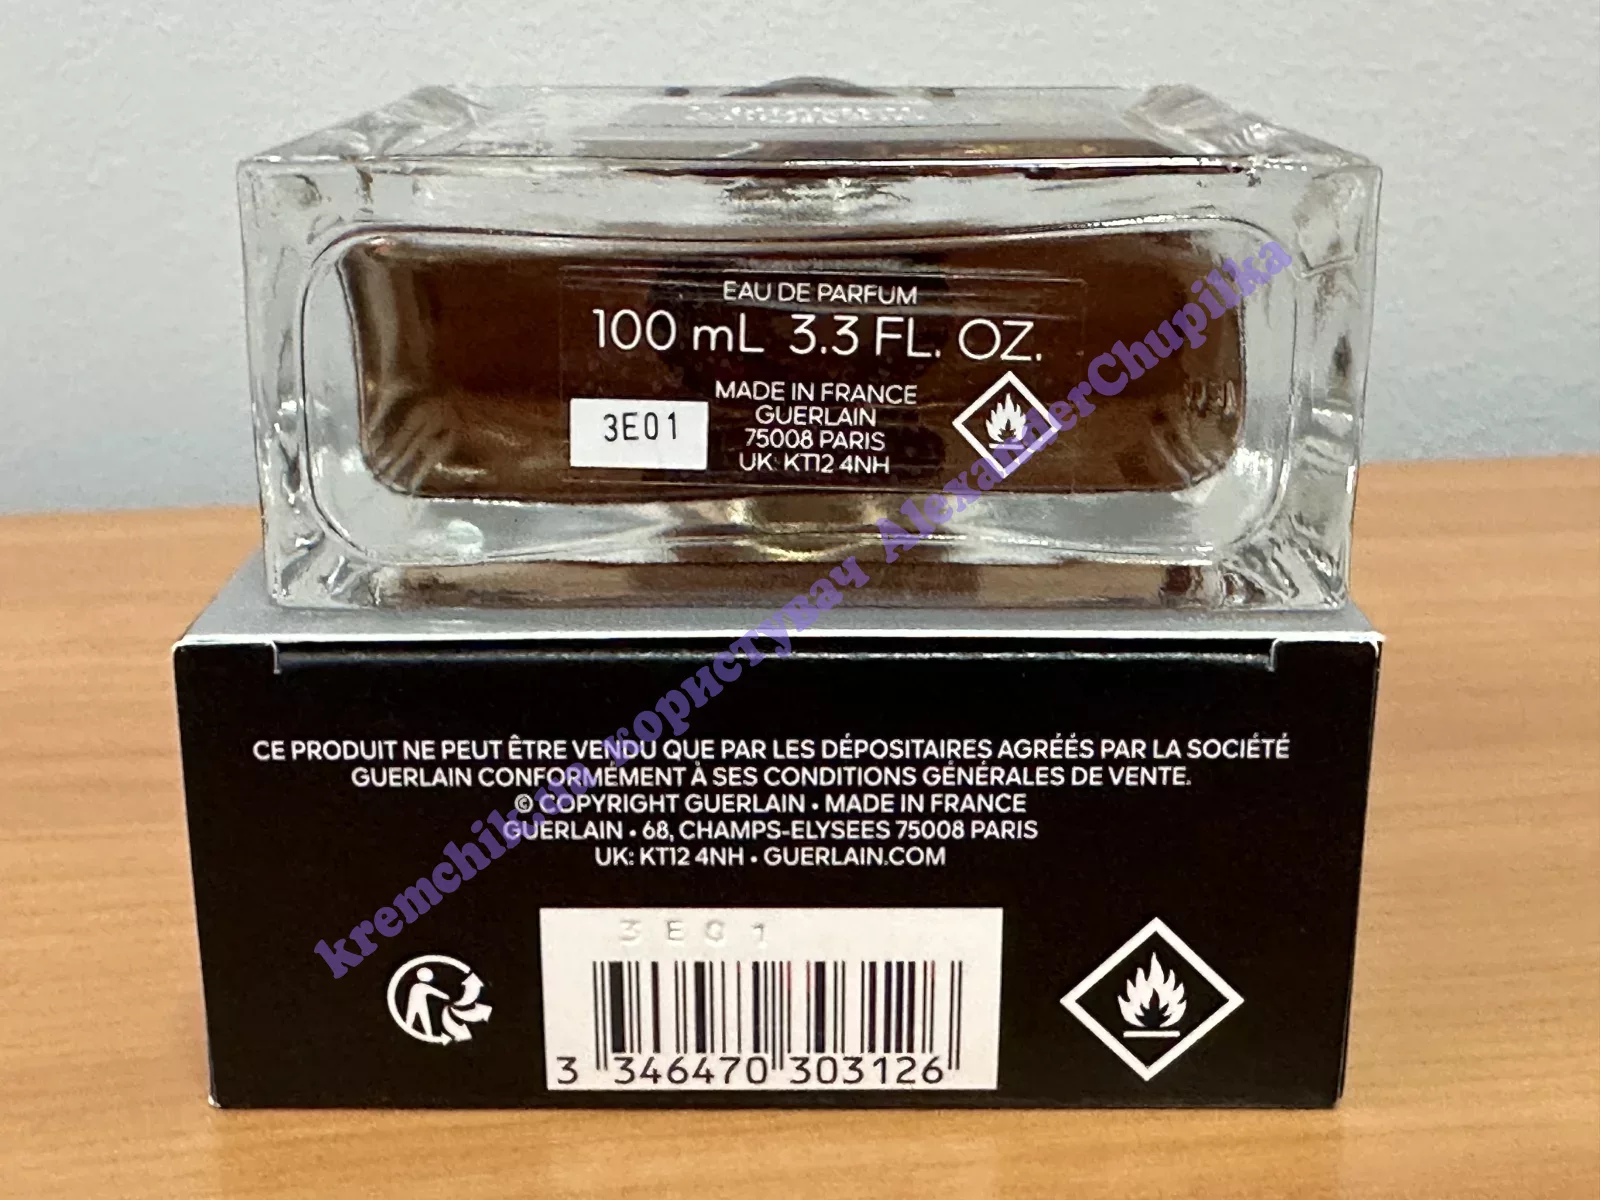 EAU DE PARFUM
100 mL 3.3 FL. OZ.
3E01
MADE IN FRANCE
GUERLAIN
75008 PARIS
UK: KT12 4NH
CE PRODUIT NE PEUT ÊTRE VENDU QUE PAR LES DÉPOSITAIRES AGRÉÉS PAR LA SOCIÉTÉ
GUERLAIN CONFORMÉMENT À SES CONDITIONS GÉNÉRALES DE VENTE.
© COPYRIGHT GUERLAIN • MADE IN FRANCE
GUERLAIN • 68, CHAMPS-ELYSEES 75008 PARIS
UK: KT12 4NH • GUERLAIN.COM
3E01
3 346470 303126
kremchik.ua користувач AlexanderChupilka